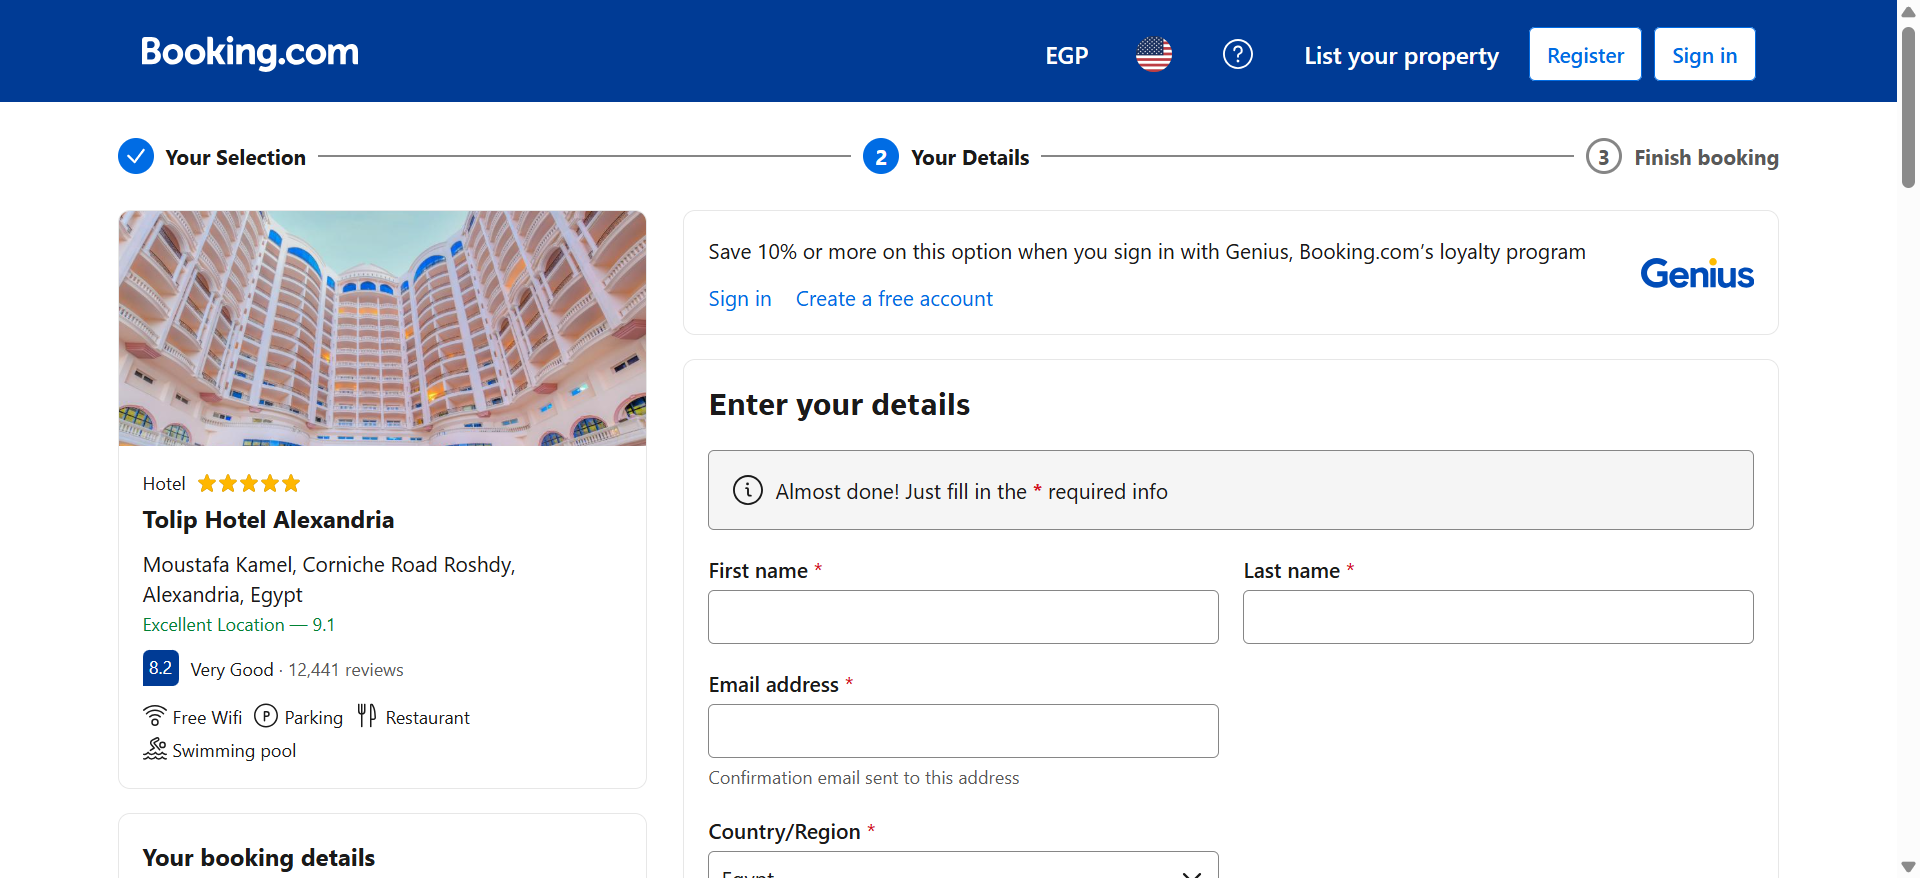 Booking.com
EGP
List your property
Register
Sign in
Your Selection
2 Your Details
3 Finish booking
Save 10% or more on this option when you sign in with Genius, Booking.com’s loyalty program
Sign in Create a free account
Genius
Hotel
Tolip Hotel Alexandria
Moustafa Kamel, Corniche Road Roshdy,
Alexandria, Egypt
Excellent Location — 9.1
8.2 Very Good · 12,441 reviews
Free Wifi P Parking Restaurant
Swimming pool
Your booking details
Enter your details
Almost done! Just fill in the * required info
First name *
Last name *
Email address *
Confirmation email sent to this address
Country/Region *
Egypt